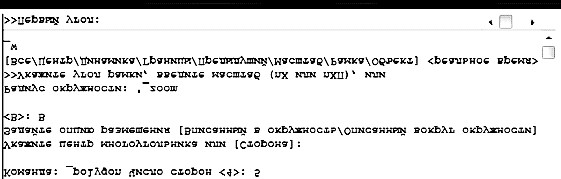 Команда: _polygon Число сторон <4>: 5
Укажите центр многоугольника или [Сторона]:
Задайте опцию размещения [Вписанный в окружность/Описанный вокруг окружности]
<В>: В
Радиус окружности: '_zoom
>>Укажите угол рамки, введите масштаб (nX или nXЛ), или
[Все/Центр/Динамика/Границы/Предыдущий/Масштаб/Рамка/Объект] <реальное время>
_w
>>Первый угол: